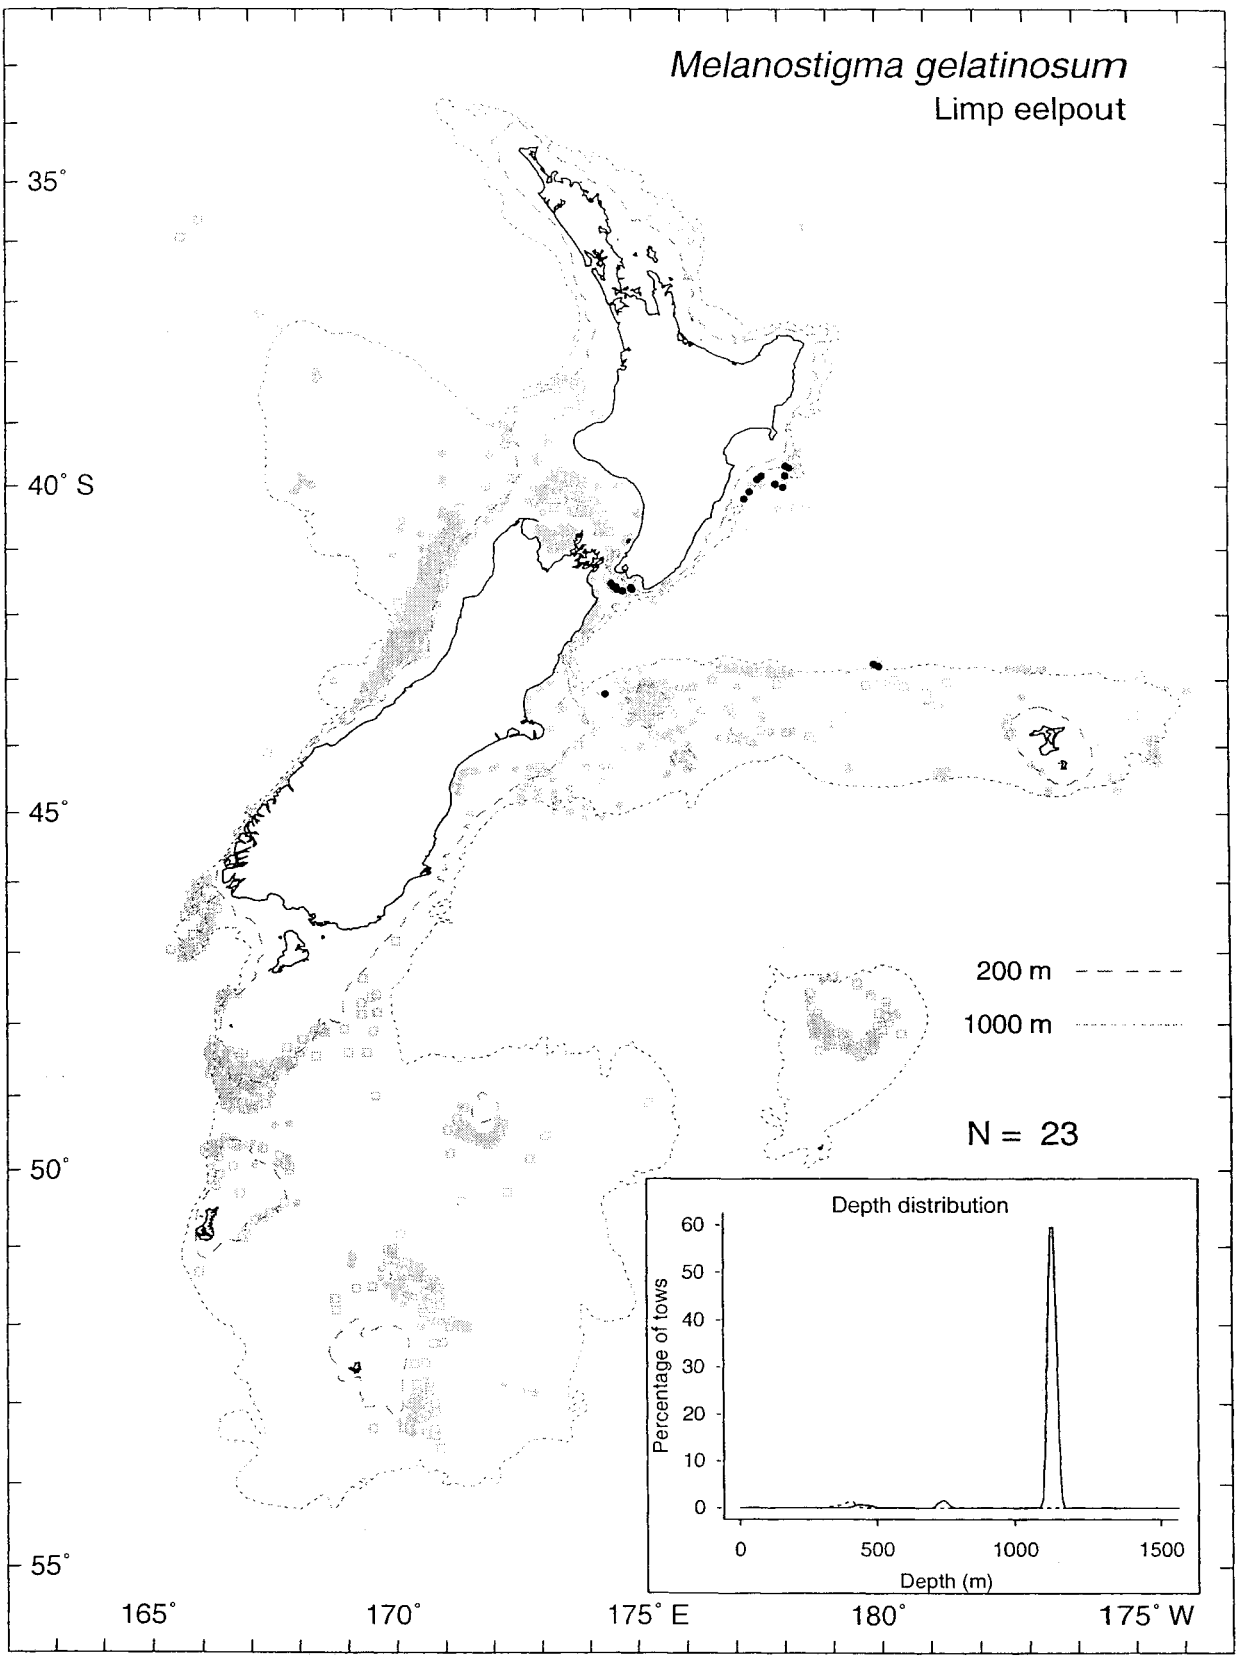 Melanostigma gelatinosum
Limp eelpout
35°
40° S
45°
50°
55°
200 m
1000 m
N = 23
Depth distribution
Percentage of tows
60
50
40
30
20
10
0
0 500 1000 1500
Depth (m)
165° 170° 175° E 180° 175° W